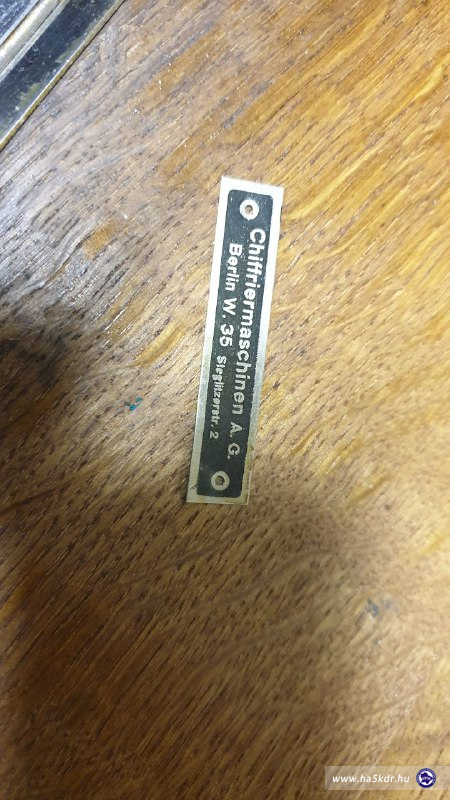 Chiffriermaschinen A. G.
Berlin W. 35 Steglitzerstr. 2
www.ha5kdr.hu